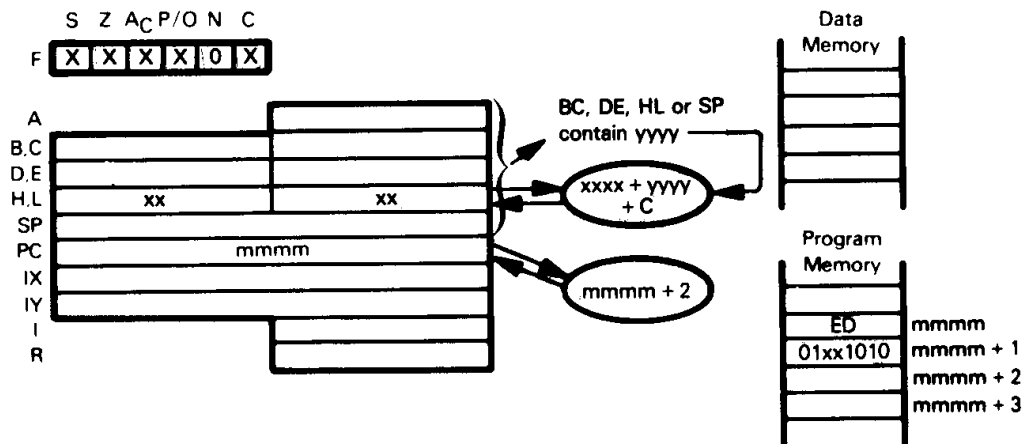 S Z AC P/O N C
F X X X X 0 X
A
B,C
D,E
H,L xx xx
SP
PC mmmm
IX
IY
I
R
BC, DE, HL or SP
contain yyyy
xxxx + yyyy
+ C
mmmm + 2
Data
Memory
Program
Memory
ED mmmm
01xx1010 mmmm + 1
mmmm + 2
mmmm + 3